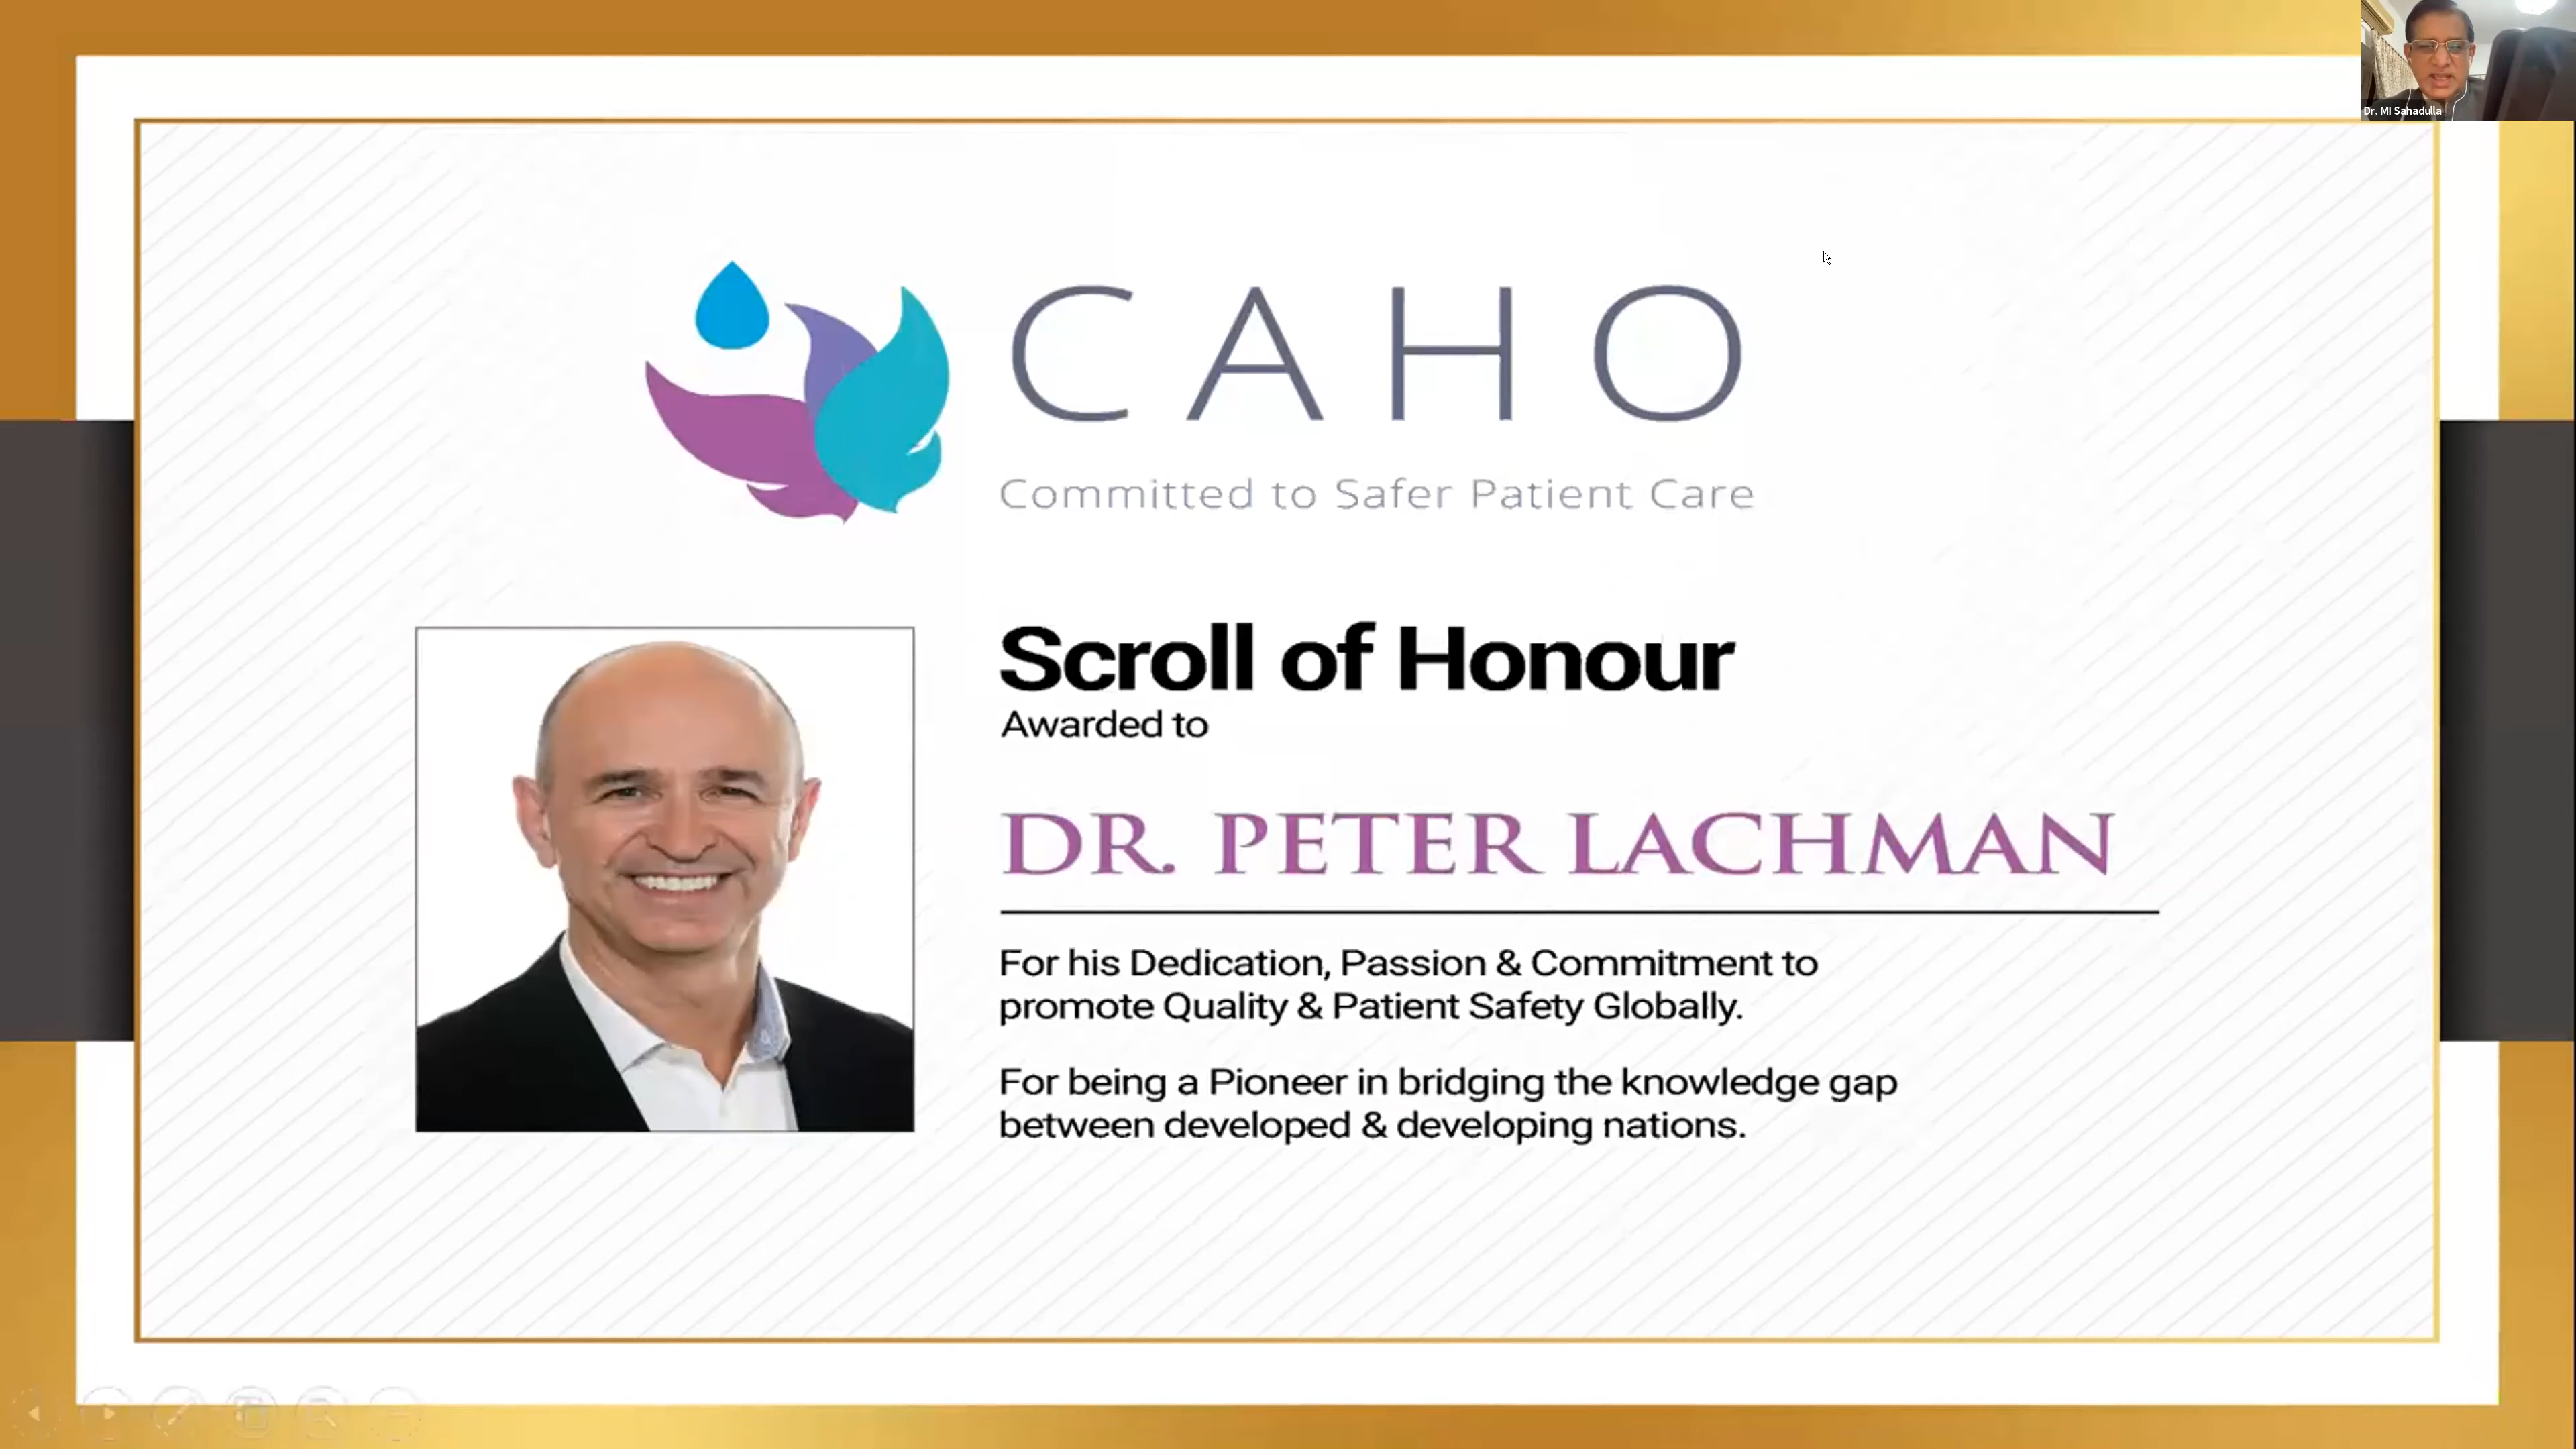 Dr. MI Sahadulla
CAHO
Committed to Safer Patient Care
Scroll of Honour
Awarded to
DR. PETER LACHMAN
For his Dedication, Passion & Commitment to
promote Quality & Patient Safety Globally.
For being a Pioneer in bridging the knowledge gap
between developed & developing nations.